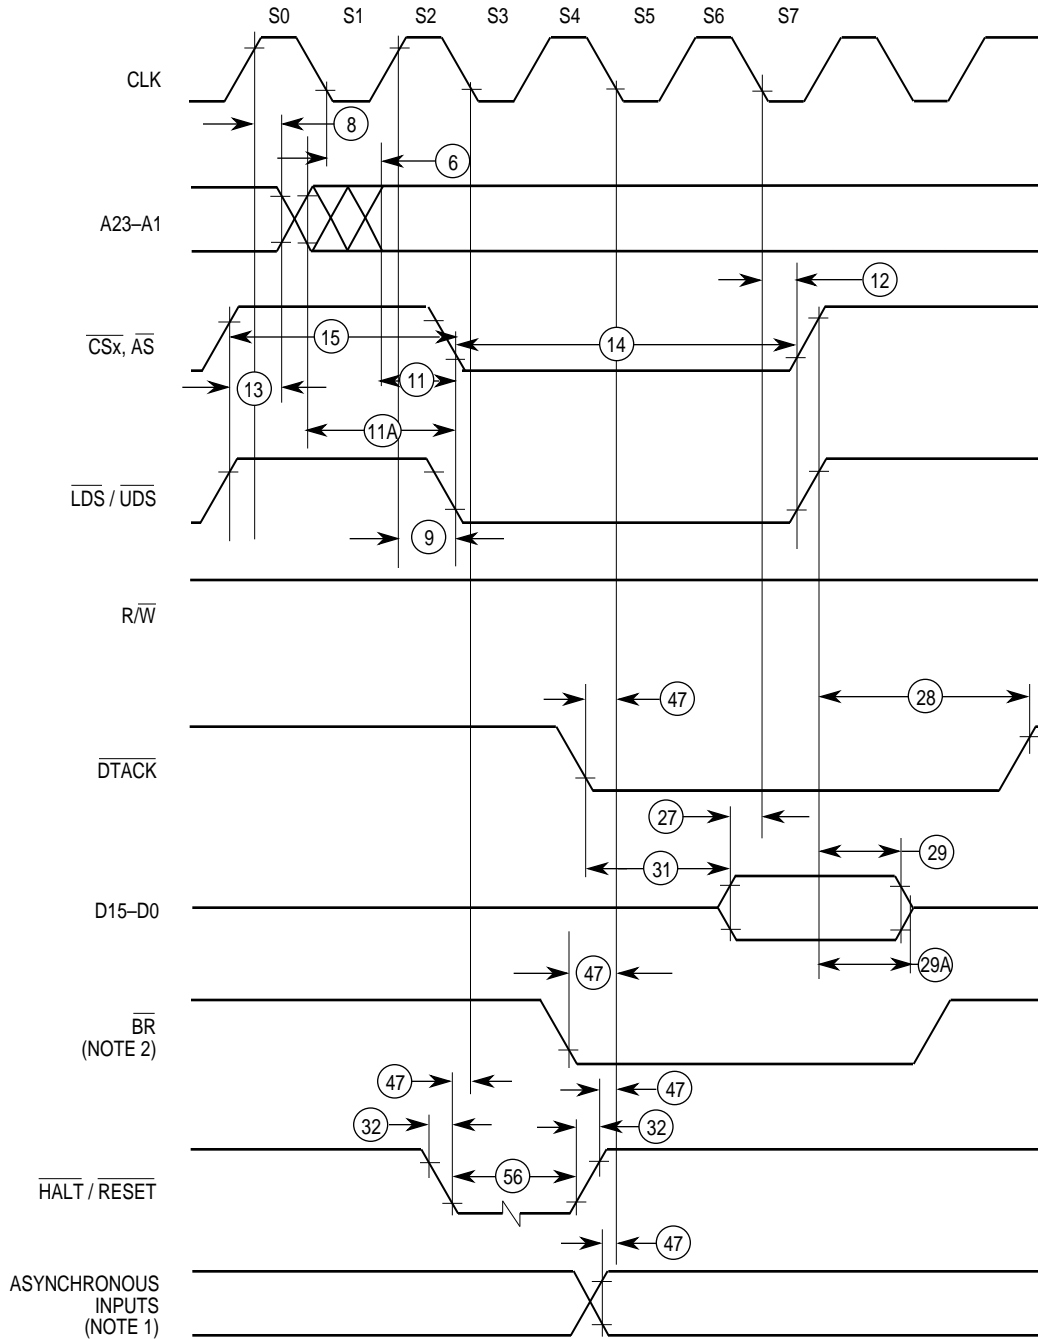 S0 S1 S2 S3 S4 S5 S6 S7
CLK
8
6
A23–A1
12
CSx, AS
15
14
13
11
11A
LDS / UDS
9
R/W
47
28
DTACK
27
29
31
D15–D0
47
29A
BR
(NOTE 2)
47
47
32
32
HALT / RESET
56
47
ASYNCHRONOUS
INPUTS
(NOTE 1)